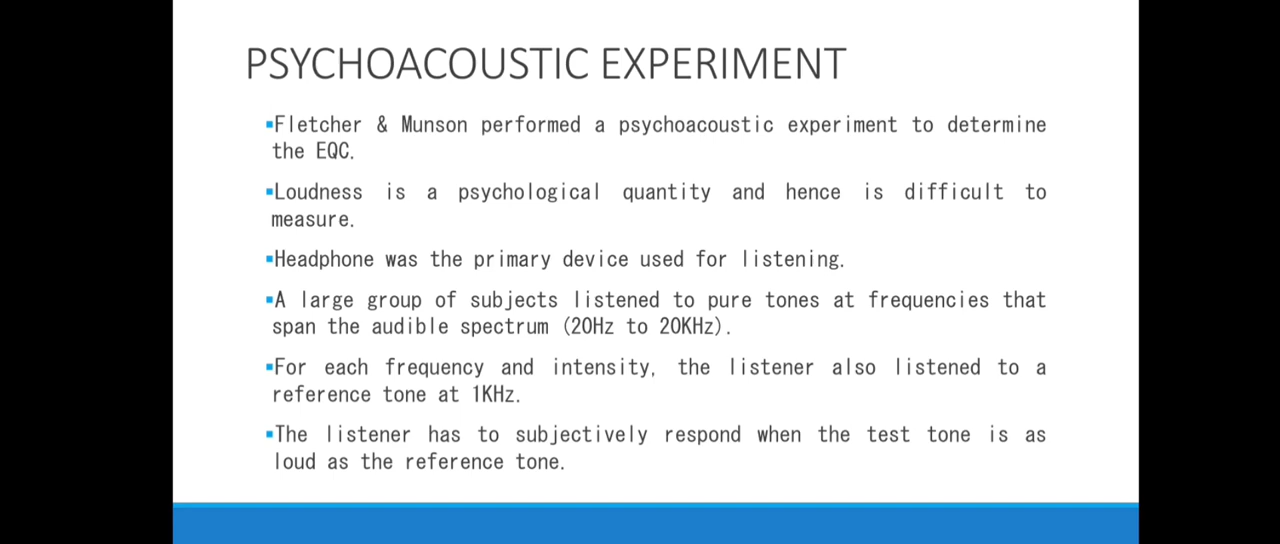 PSYCHOACOUSTIC EXPERIMENT
▪Fletcher & Munson performed a psychoacoustic experiment to determine
the EQC.
▪Loudness is a psychological quantity and hence is difficult to
measure.
▪Headphone was the primary device used for listening.
▪A large group of subjects listened to pure tones at frequencies that
span the audible spectrum (20Hz to 20KHz).
▪For each frequency and intensity, the listener also listened to a
reference tone at 1KHz.
▪The listener has to subjectively respond when the test tone is as
loud as the reference tone.